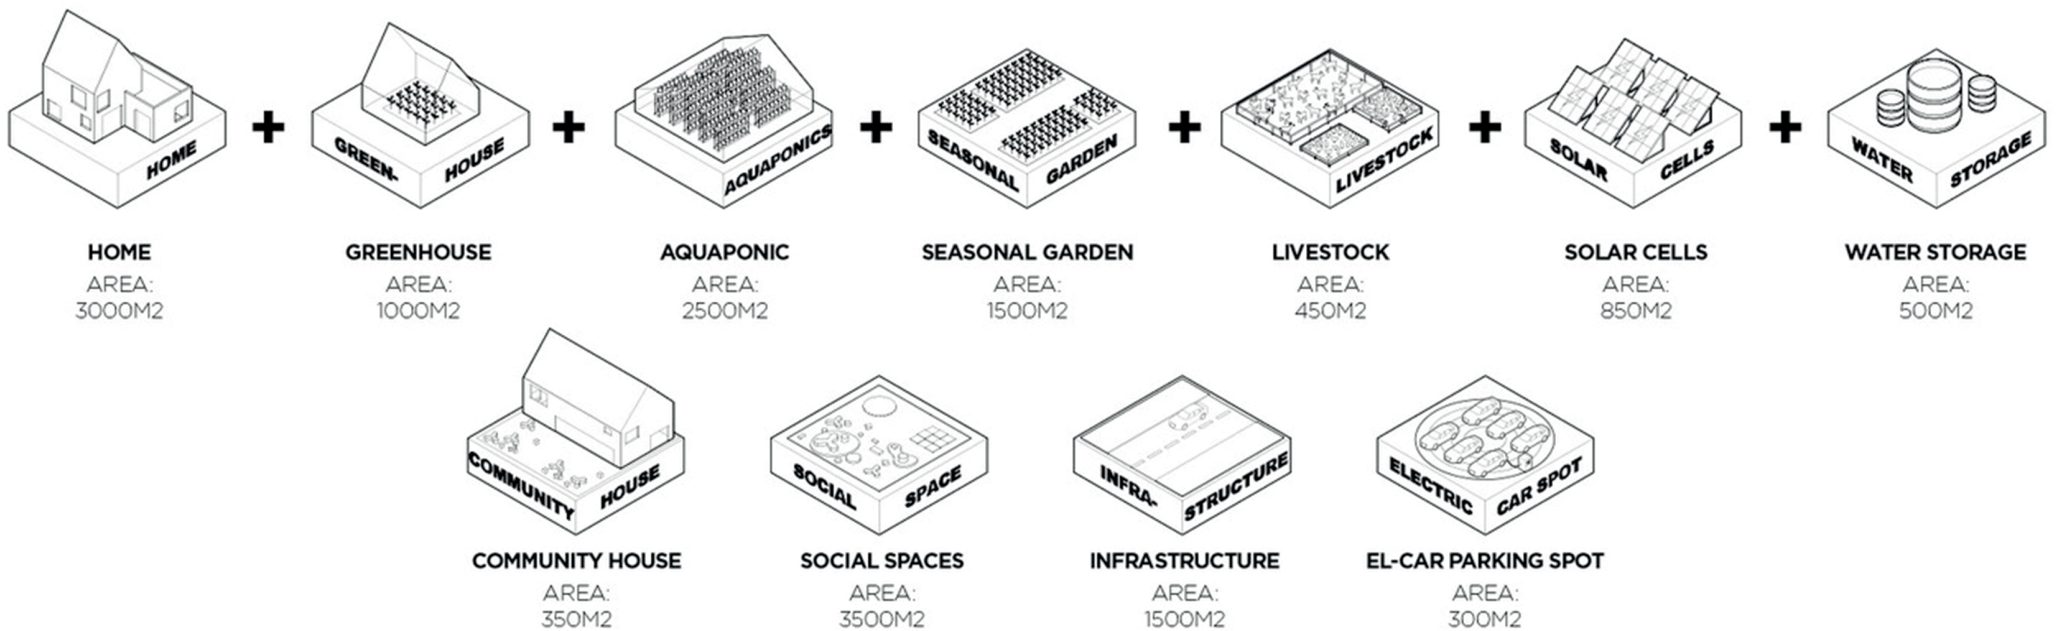 HOME
GREEN-
HOUSE
AQUAPONICS
SEASONAL
GARDEN
LIVESTOCK
SOLAR
CELLS
WATER
STORAGE
HOME
AREA:
3000M2
GREENHOUSE
AREA:
1000M2
AQUAPONIC
AREA:
2500M2
SEASONAL GARDEN
AREA:
1500M2
LIVESTOCK
AREA:
450M2
SOLAR CELLS
AREA:
850M2
WATER STORAGE
AREA:
500M2
COMMUNITY
HOUSE
SOCIAL
SPACE
INFRA-
STRUCTURE
ELECTRIC
CAR SPOT
COMMUNITY HOUSE
AREA:
350M2
SOCIAL SPACES
AREA:
3500M2
INFRASTRUCTURE
AREA:
1500M2
EL-CAR PARKING SPOT
AREA:
300M2